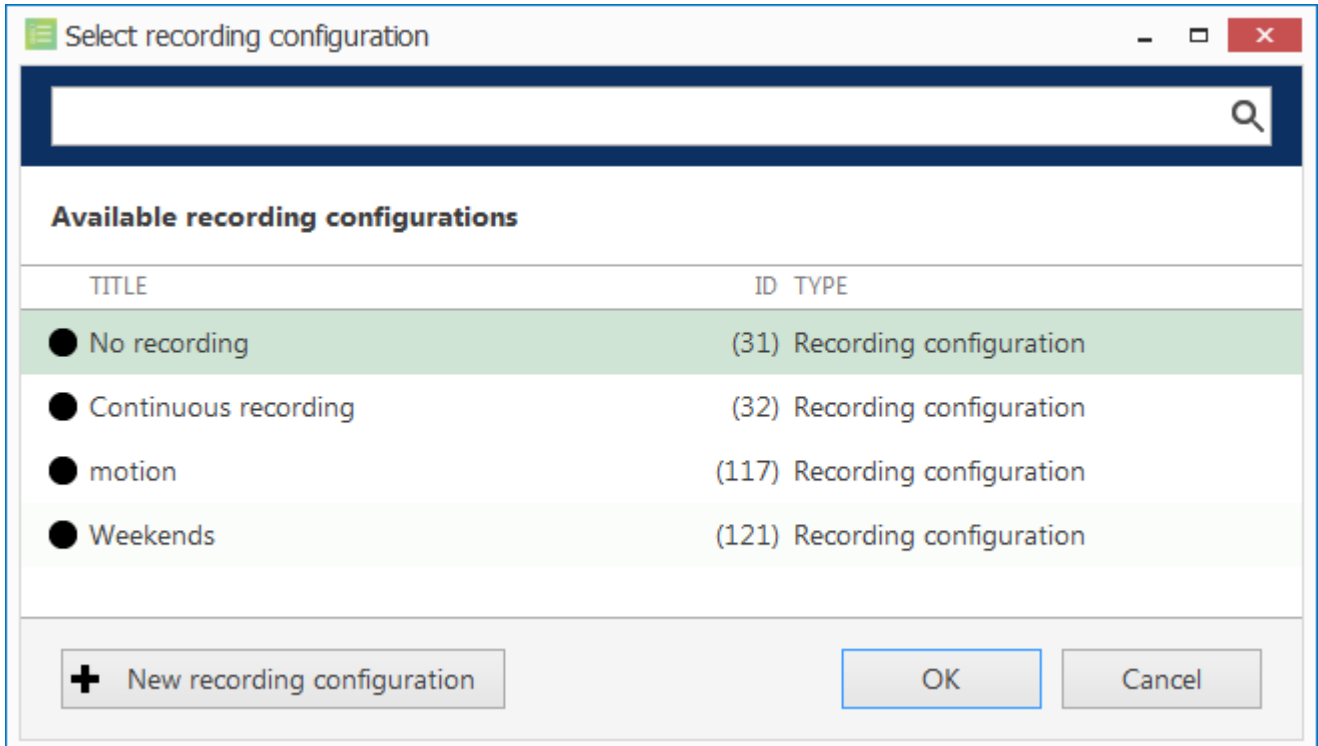 Select recording configuration
Available recording configurations
TITLE ID TYPE
No recording (31) Recording configuration
Continuous recording (32) Recording configuration
motion (117) Recording configuration
Weekends (121) Recording configuration
New recording configuration OK Cancel